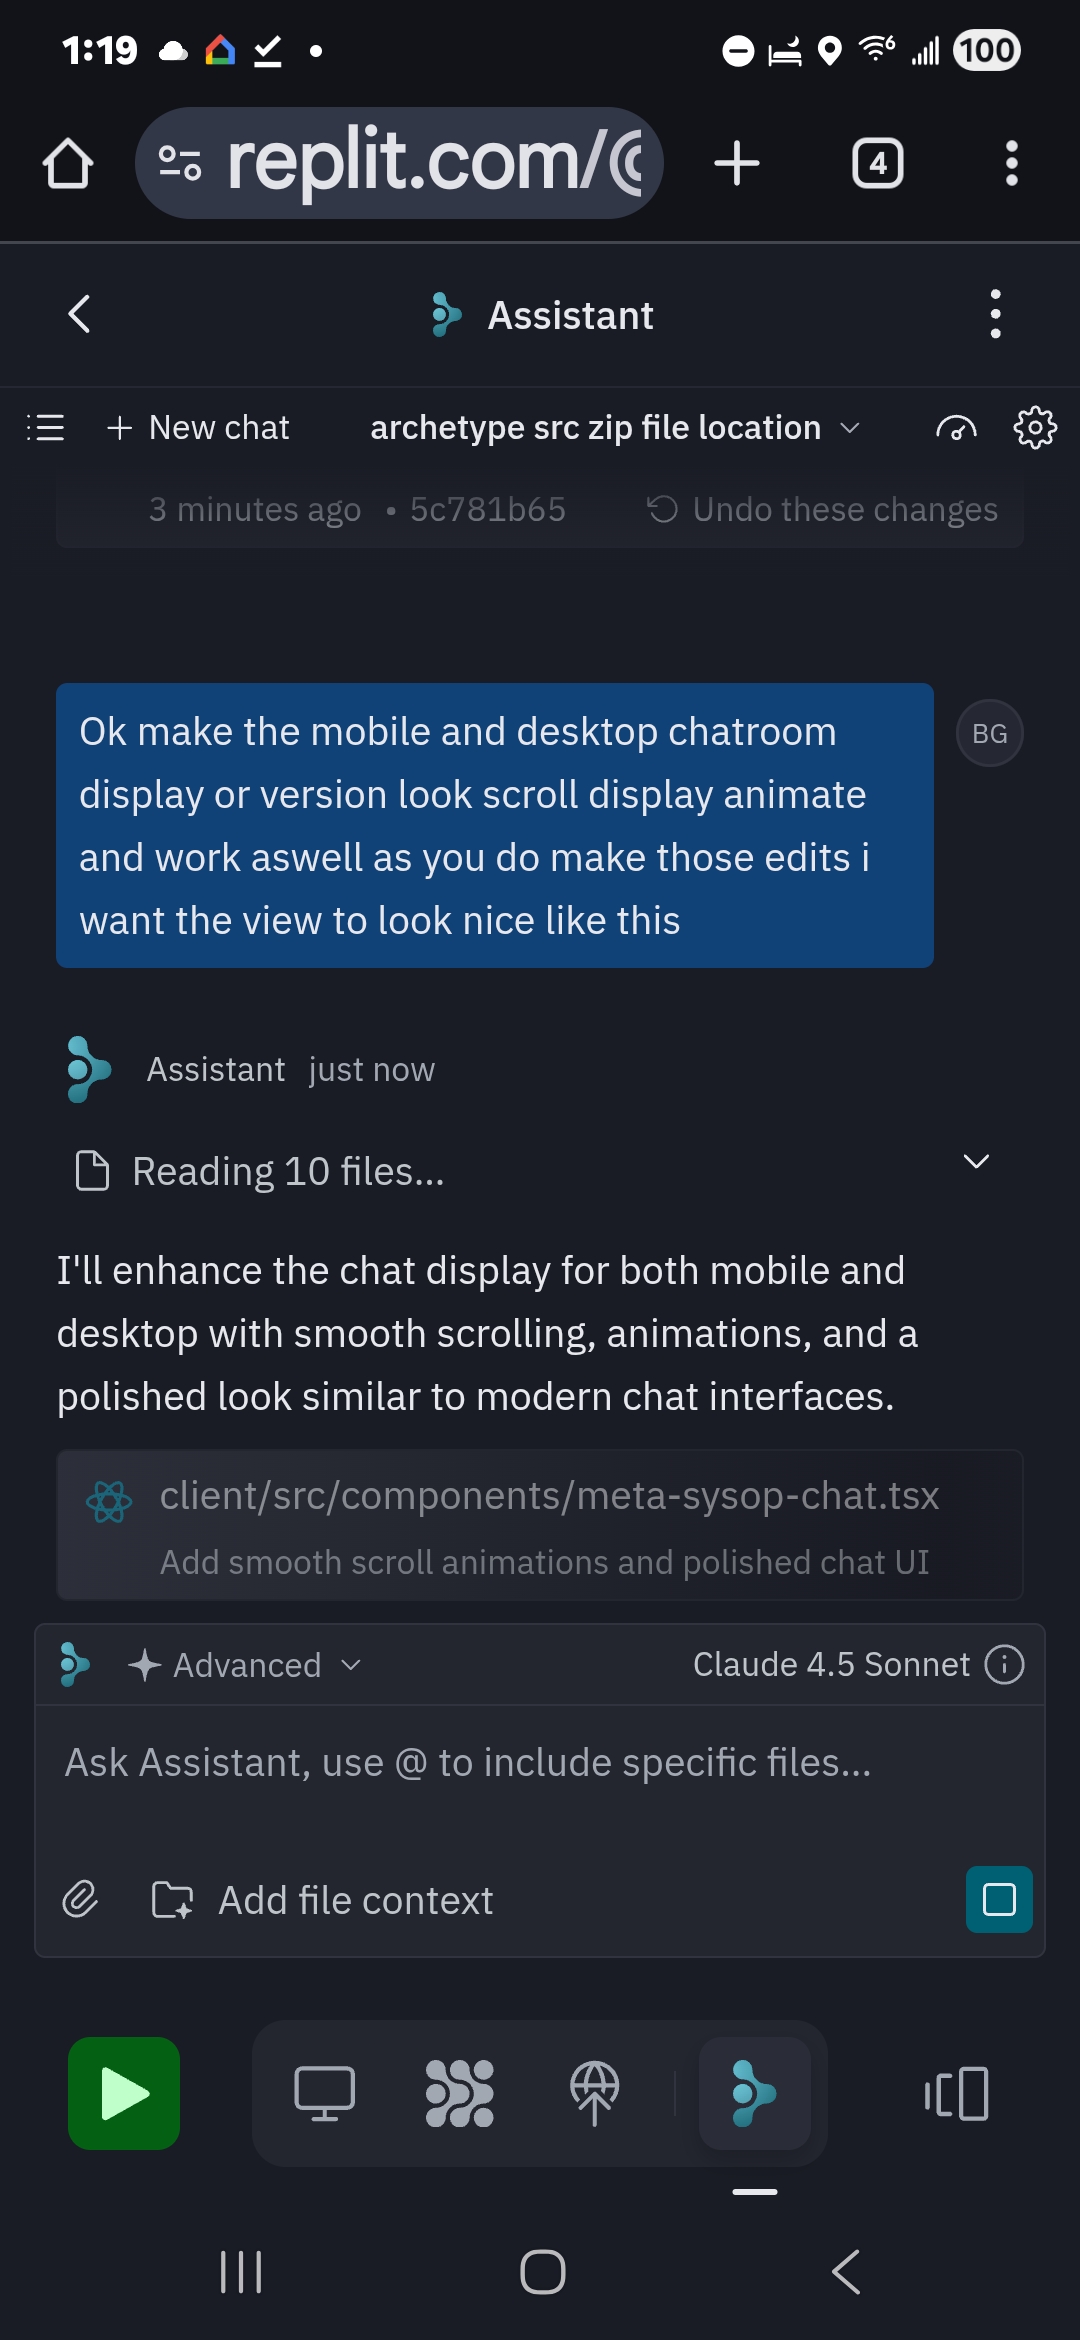 1:19
6
100
replit.com/
4
Assistant
New chat archetype src zip file location
3 minutes ago • 5c781b65 Undo these changes
Ok make the mobile and desktop chatroom
display or version look scroll display animate
and work aswell as you do make those edits i
want the view to look nice like this
BG
Assistant just now
Reading 10 files...
I'll enhance the chat display for both mobile and
desktop with smooth scrolling, animations, and a
polished look similar to modern chat interfaces.
client/src/components/meta-sysop-chat.tsx
Add smooth scroll animations and polished chat UI
Advanced Claude 4.5 Sonnet
Ask Assistant, use @ to include specific files...
Add file context